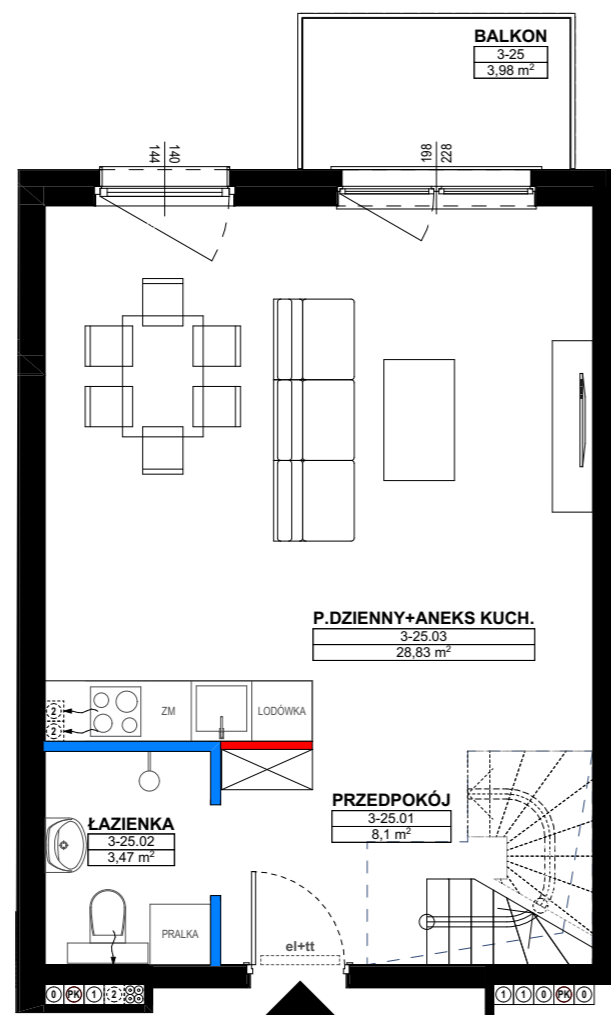 BALKON
3-25
3,98 m²
144 140
198 228
P.DZIENNY+ANEKS KUCH.
3-25.03
28,83 m²
2
2
ZM
LODÓWKA
PRZEDPOKÓJ
3-25.01
8,1 m²
ŁAZIENKA
3-25.02
3,47 m²
PRALKA
el+tt
0 PK 1 2
1 1 0 PK 0